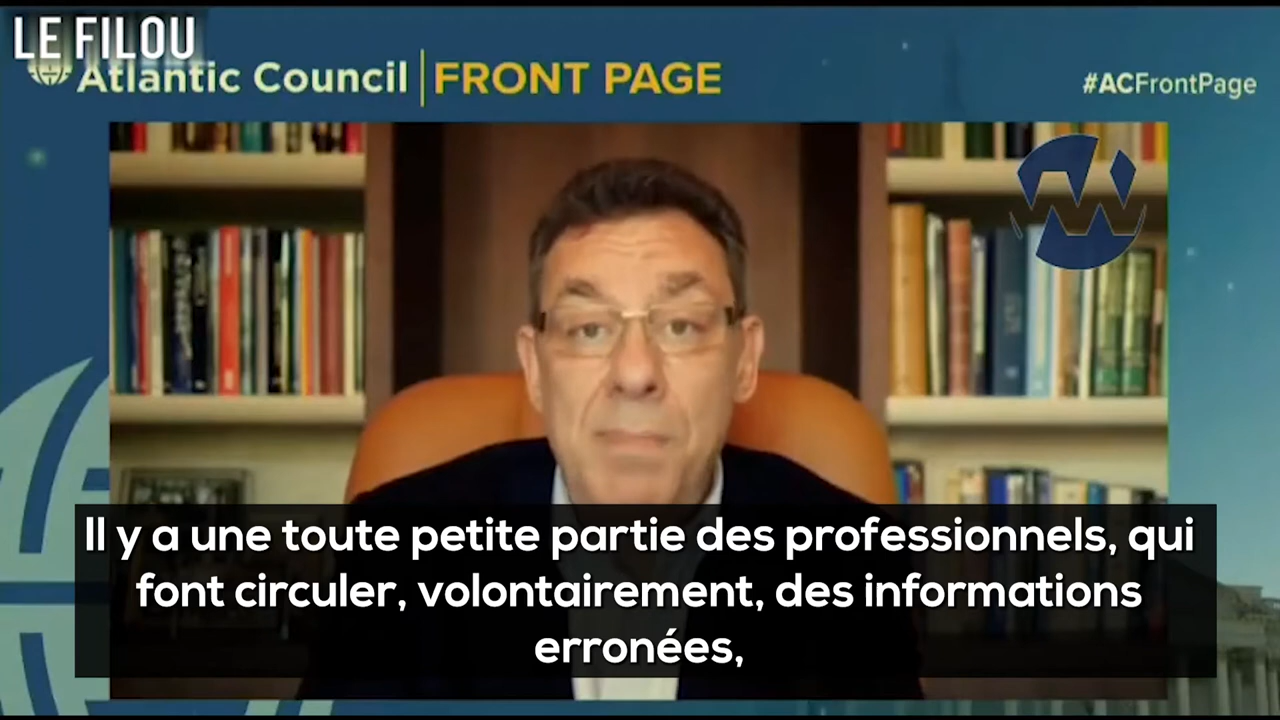 LE FILOU
Atlantic Council | FRONT PAGE
#ACFrontPage
Il y a une toute petite partie des professionnels, qui
font circuler, volontairement, des informations
erronées,